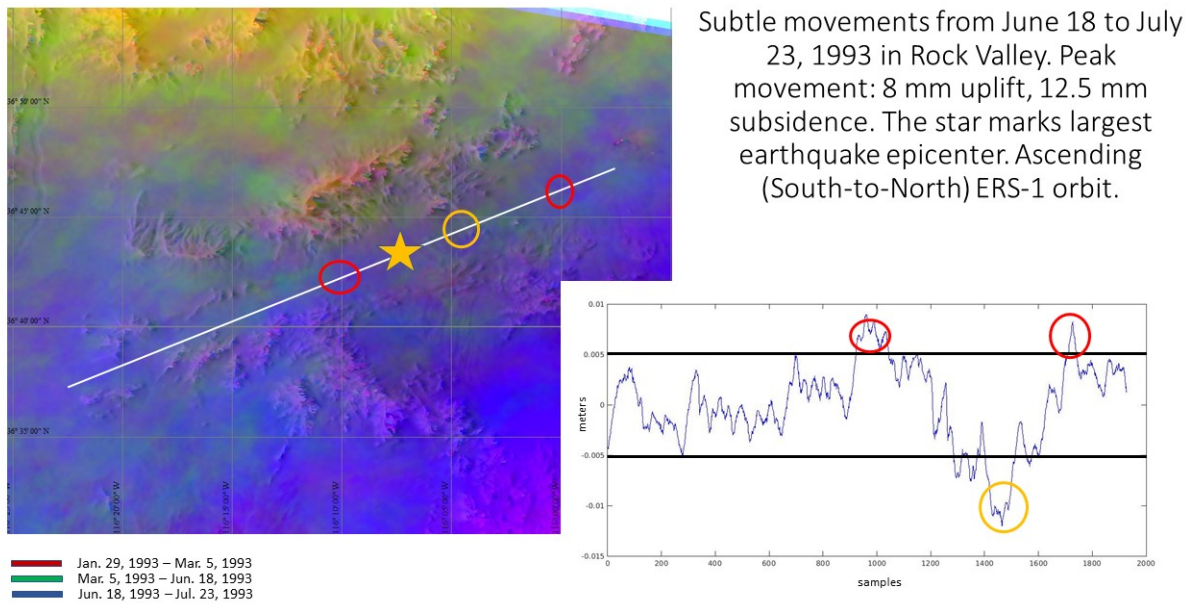 Subtle movements from June 18 to July
23, 1993 in Rock Valley. Peak
movement: 8 mm uplift, 12.5 mm
subsidence. The star marks largest
earthquake epicenter. Ascending
(South-to-North) ERS-1 orbit.
36° 50' 00" N
36° 45' 00" N
36° 40' 00" N
36° 35' 00" N
116° 20' 00" W
116° 15' 00" W
116° 10' 00" W
116° 05' 00" W
0.01
0.005
0
-0.005
-0.01
-0.015
meters
0 200 400 600 800 1000 1200 1400 1600 1800 2000
samples
Jan. 29, 1993 – Mar. 5, 1993
Mar. 5, 1993 – Jun. 18, 1993
Jun. 18, 1993 – Jul. 23, 1993